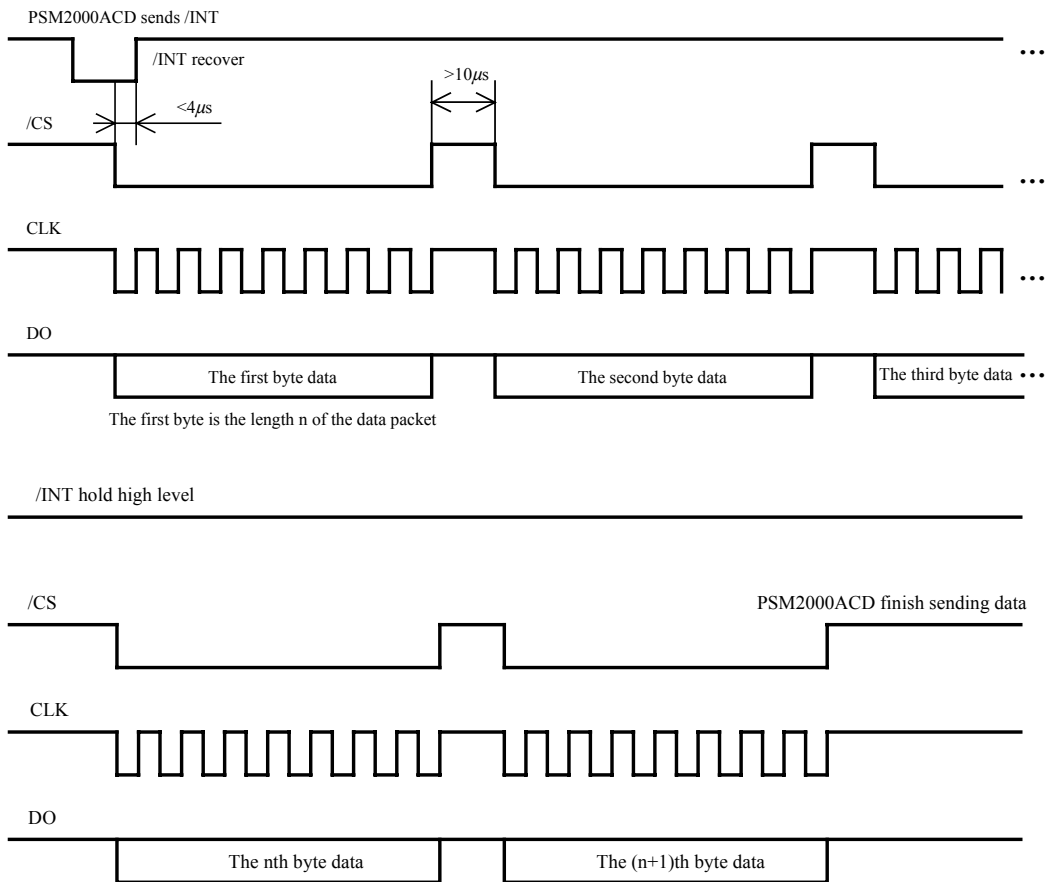 PSM2000ACD sends /INT
/INT recover
...
>10μs
<4μs
/CS
...
CLK
...
DO
The first byte data
The second byte data
The third byte data ...
The first byte is the length n of the data packet
/INT hold high level
/CS
PSM2000ACD finish sending data
CLK
DO
The nth byte data
The (n+1)th byte data